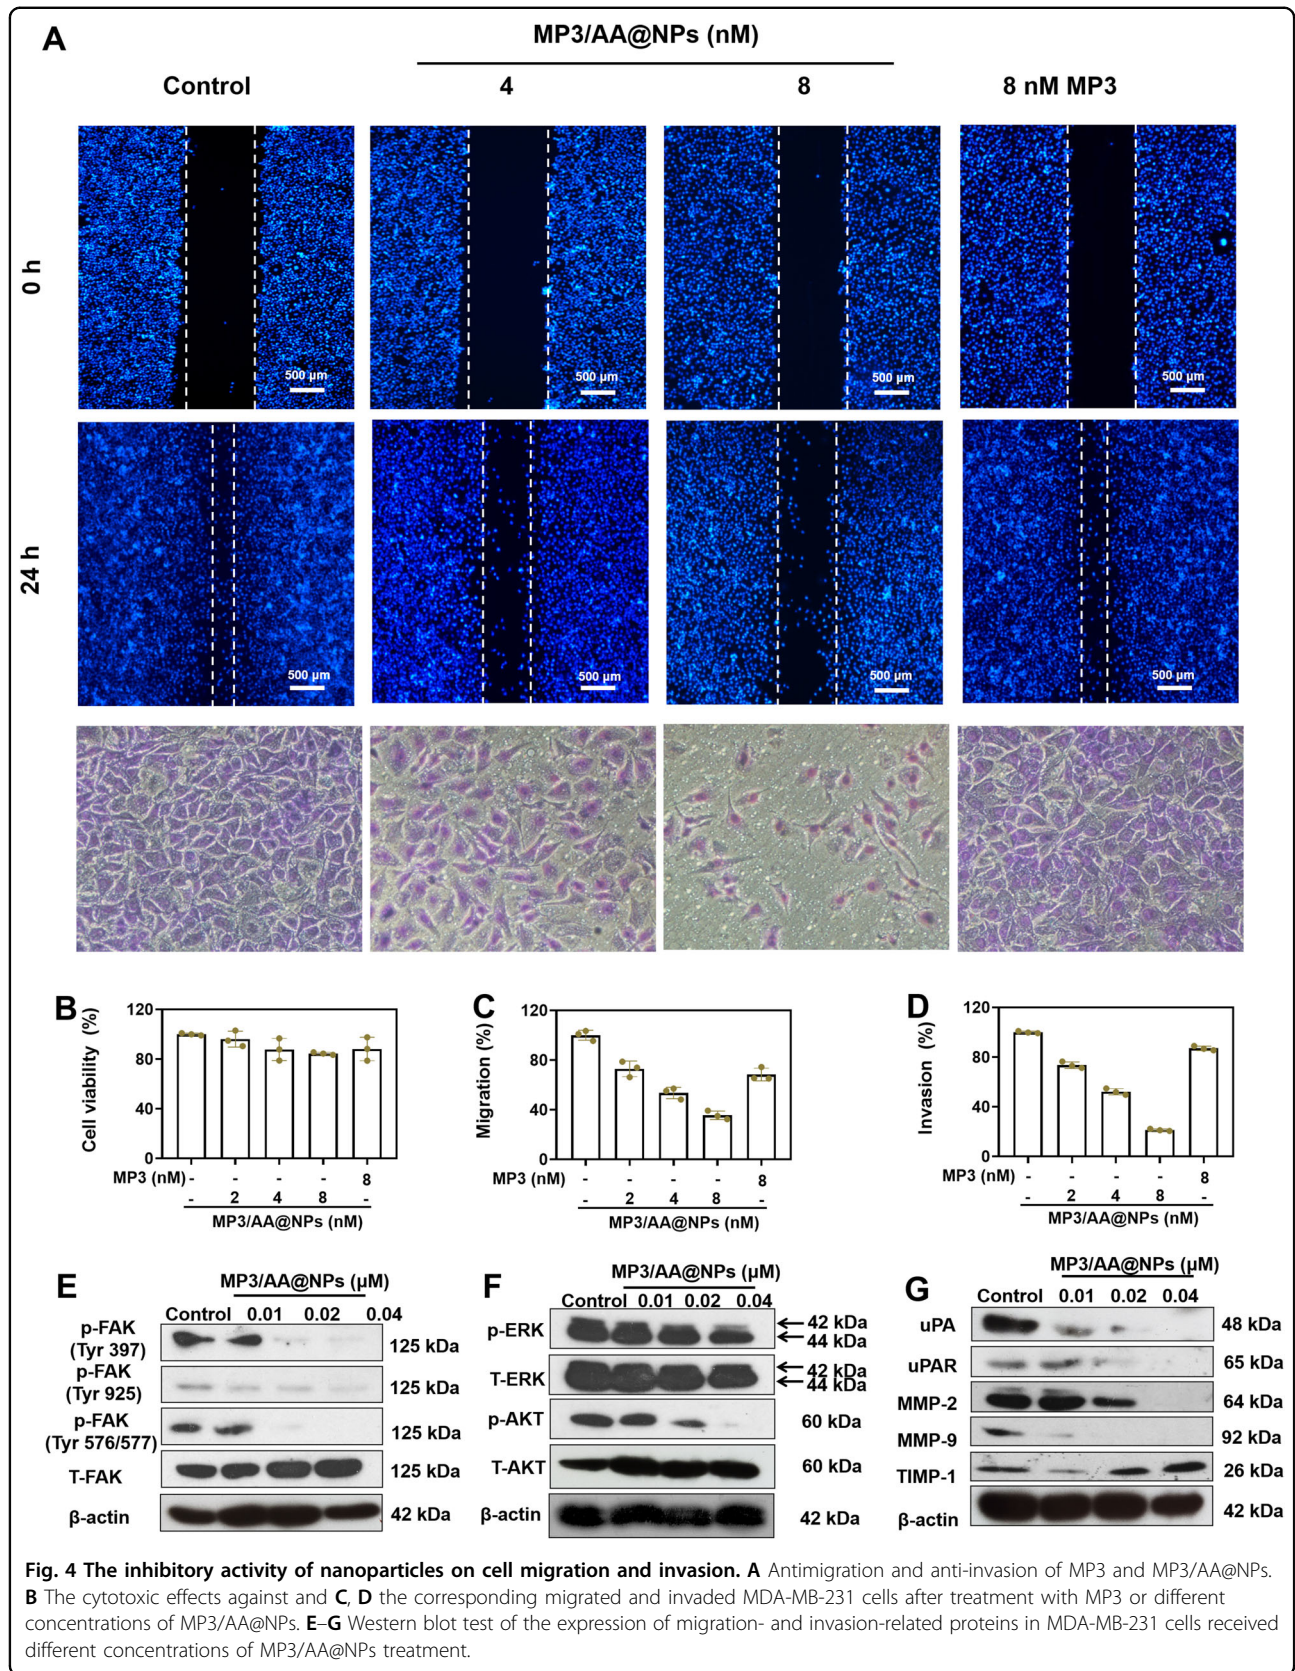 A
MP3/AA@NPs (nM)
Control 4 8 8 nM MP3
0 h
500 µm 500 µm 500 µm 500 µm
24 h
500 µm 500 µm 500 µm 500 µm
B
Cell viability (%)
120
80
40
0
MP3 (nM) - - - - 8
- 2 4 8 -
MP3/AA@NPs (nM)
C
Migration (%)
120
80
40
0
- - - - 8
- 2 4 8 -
MP3/AA@NPs (nM)
D
Invasion (%)
120
80
40
0
- - - - 8
- 2 4 8 -
MP3/AA@NPs (nM)
E
MP3/AA@NPs (µM)
Control 0.01 0.02 0.04
p-FAK
(Tyr 397)
125 kDa
p-FAK
(Tyr 925)
125 kDa
p-FAK
(Tyr 576/577)
125 kDa
T-FAK 125 kDa
β-actin 42 kDa
F
MP3/AA@NPs (µM)
Control 0.01 0.02 0.04
p-ERK
42 kDa
44 kDa
T-ERK
42 kDa
44 kDa
p-AKT 60 kDa
T-AKT 60 kDa
β-actin 42 kDa
G
MP3/AA@NPs (µM)
Control 0.01 0.02 0.04
uPA 48 kDa
uPAR 65 kDa
MMP-2 64 kDa
MMP-9 92 kDa
TIMP-1 26 kDa
β-actin 42 kDa
Fig. 4 The inhibitory activity of nanoparticles on cell migration and invasion. A Antimigration and anti-invasion of MP3 and MP3/AA@NPs.
B The cytotoxic effects against and C, D the corresponding migrated and invaded MDA-MB-231 cells after treatment with MP3 or different
concentrations of MP3/AA@NPs. E–G Western blot test of the expression of migration- and invasion-related proteins in MDA-MB-231 cells received
different concentrations of MP3/AA@NPs treatment.